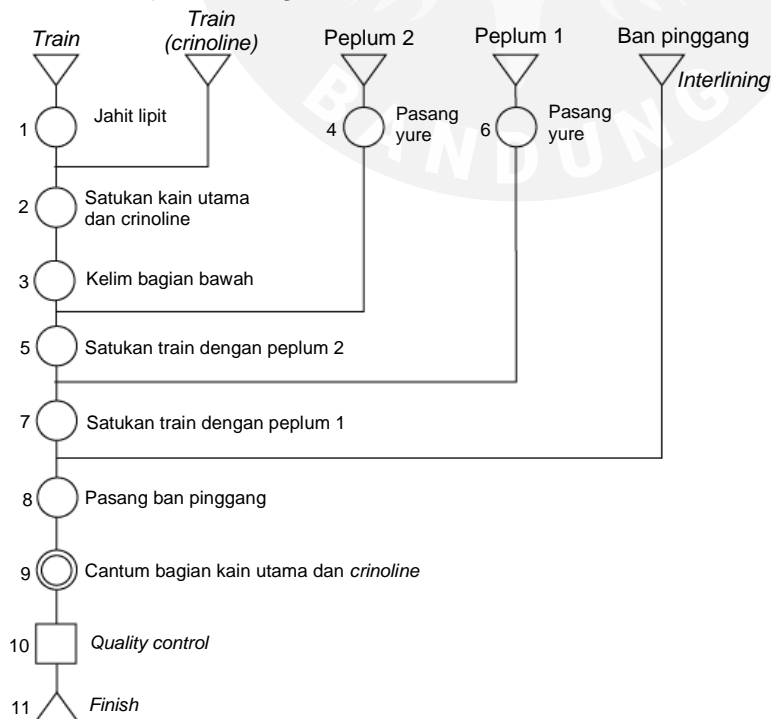 Train
Train
(crinoline)
Peplum 2
Peplum 1
Ban pinggang
Interlining
1
Jahit lipit
4
Pasang
yure
6
Pasang
yure
BANDUNG
2
Satukan kain utama
dan crinoline
3
Kelim bagian bawah
5
Satukan train dengan peplum 2
7
Satukan train dengan peplum 1
8
Pasang ban pinggang
9
Cantum bagian kain utama dan crinoline
10
Quality control
11
Finish